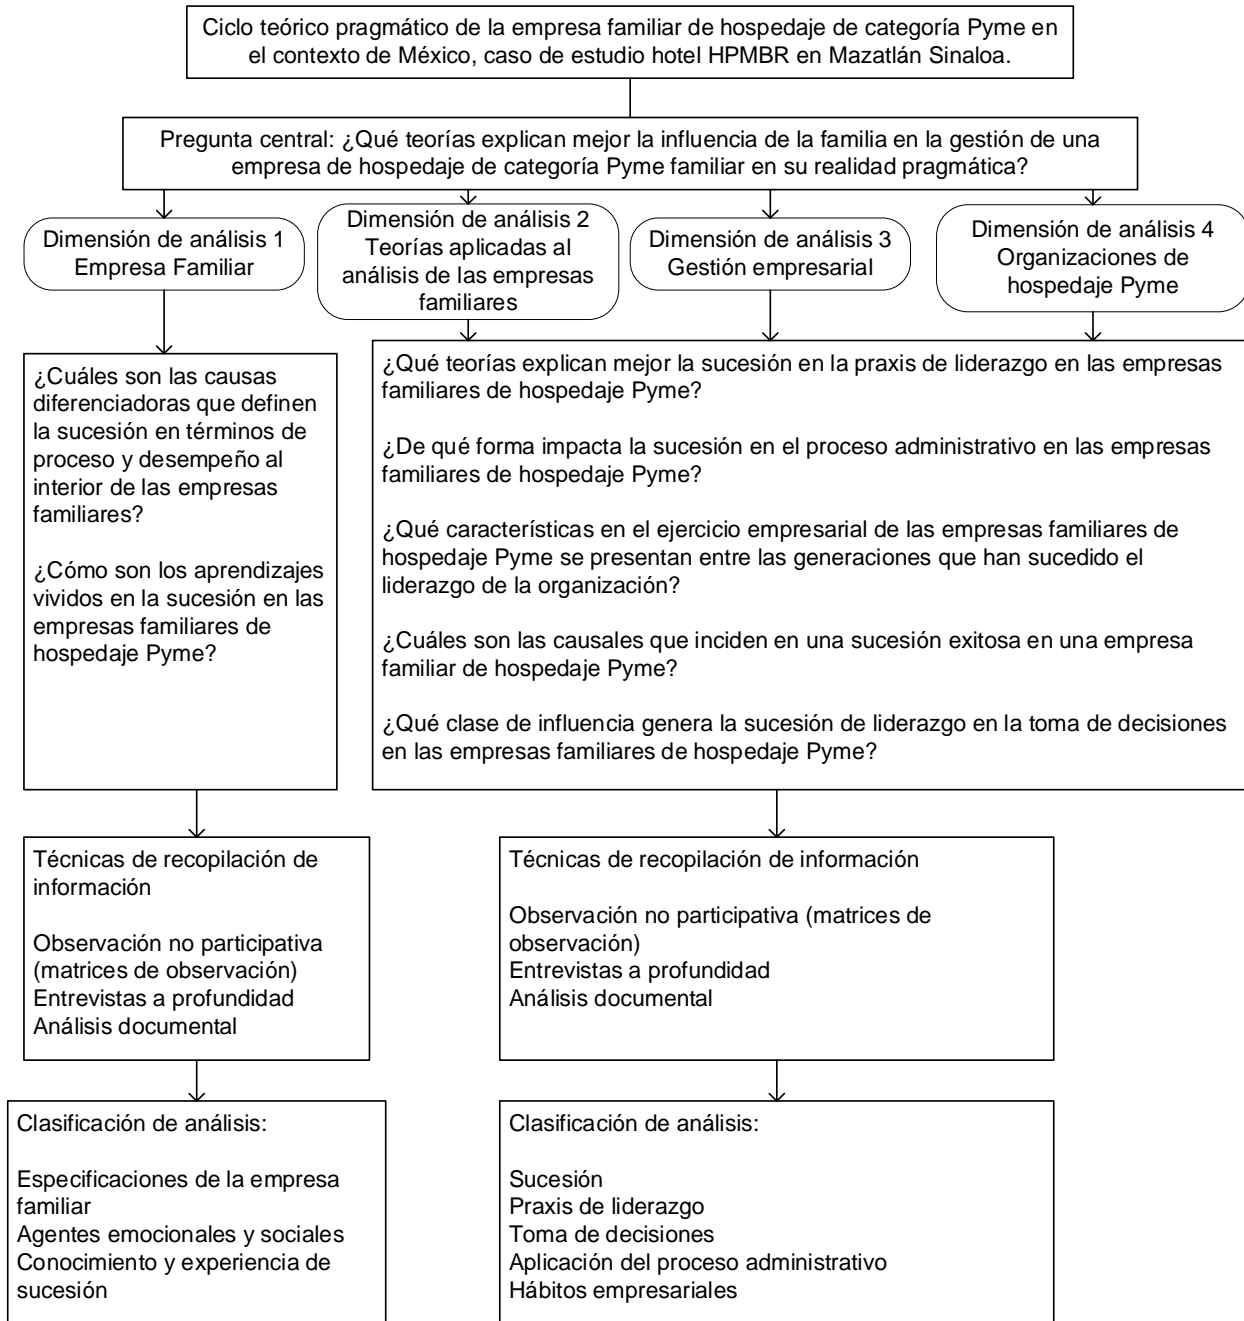 Ciclo teórico pragmático de la empresa familiar de hospedaje de categoría Pyme en
el contexto de México, caso de estudio hotel HPMBR en Mazatlán Sinaloa.
Pregunta central: ¿Qué teorías explican mejor la influencia de la familia en la gestión de una
empresa de hospedaje de categoría Pyme familiar en su realidad pragmática?
Dimensión de análisis 1
Empresa Familiar
Dimensión de análisis 2
Teorías aplicadas al
análisis de las empresas
familiares
Dimensión de análisis 3
Gestión empresarial
Dimensión de análisis 4
Organizaciones de
hospedaje Pyme
¿Cuáles son las causas
diferenciadoras que definen
la sucesión en términos de
proceso y desempeño al
interior de las empresas
familiares?
¿Cómo son los aprendizajes
vividos en la sucesión en las
empresas familiares de
hospedaje Pyme?
¿Qué teorías explican mejor la sucesión en la praxis de liderazgo en las empresas
familiares de hospedaje Pyme?
¿De qué forma impacta la sucesión en el proceso administrativo en las empresas
familiares de hospedaje Pyme?
¿Qué características en el ejercicio empresarial de las empresas familiares de
hospedaje Pyme se presentan entre las generaciones que han sucedido el
liderazgo de la organización?
¿Cuáles son las causales que inciden en una sucesión exitosa en una empresa
familiar de hospedaje Pyme?
¿Qué clase de influencia genera la sucesión de liderazgo en la toma de decisiones
en las empresas familiares de hospedaje Pyme?
Técnicas de recopilación de
información
Observación no participativa
(matrices de observación)
Entrevistas a profundidad
Análisis documental
Técnicas de recopilación de información
Observación no participativa (matrices de
observación)
Entrevistas a profundidad
Análisis documental
Clasificación de análisis:
Especificaciones de la empresa
familiar
Agentes emocionales y sociales
Conocimiento y experiencia de
sucesión
Clasificación de análisis:
Sucesión
Praxis de liderazgo
Toma de decisiones
Aplicación del proceso administrativo
Hábitos empresariales